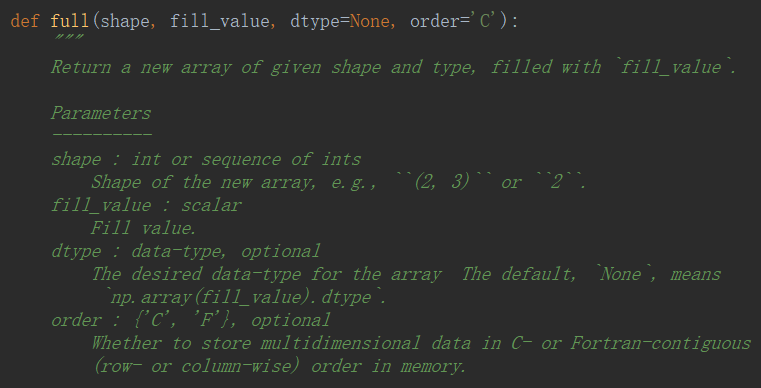 def full(shape, fill_value, dtype=None, order='C'):
"""
Return a new array of given shape and type, filled with `fill_value`.
Parameters
----------
shape : int or sequence of ints
Shape of the new array, e.g., ``(2, 3)`` or ``2``.
fill_value : scalar
Fill value.
dtype : data-type, optional
The desired data-type for the array  The default, `None`, means
`np.array(fill_value).dtype`.
order : {'C', 'F'}, optional
Whether to store multidimensional data in C- or Fortran-contiguous
(row- or column-wise) order in memory.